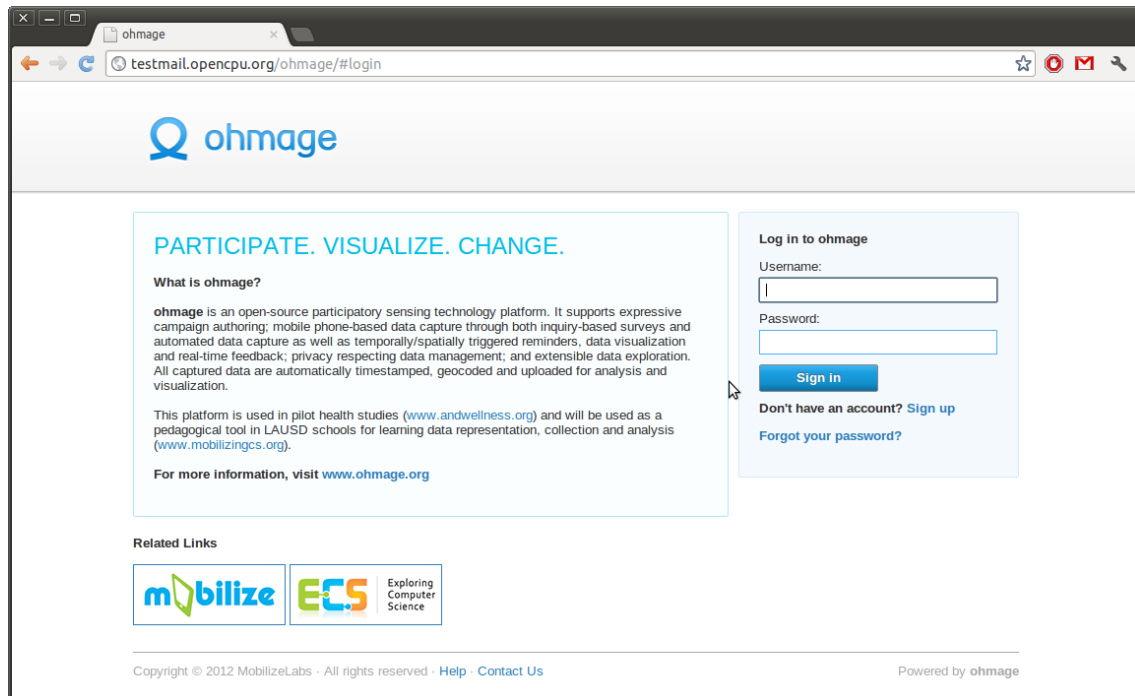 ohmage
testmail.opencpu.org/ohmage/#login
ohmage
PARTICIPATE. VISUALIZE. CHANGE.
What is ohmage?
ohmage is an open-source participatory sensing technology platform. It supports expressive
campaign authoring; mobile phone-based data capture through both inquiry-based surveys and
automated data capture as well as temporally/spatially triggered reminders, data visualization
and real-time feedback; privacy respecting data management; and extensible data exploration.
All captured data are automatically timestamped, geocoded and uploaded for analysis and
visualization.
This platform is used in pilot health studies (www.andwellness.org) and will be used as a
pedagogical tool in LAUSD schools for learning data representation, collection and analysis
(www.mobilizingcs.org).
For more information, visit www.ohmage.org
Log in to ohmage
Username:
Password:
Sign in
Don't have an account? Sign up
Forgot your password?
Related Links
mobilize
ECS
Exploring
Computer
Science
Copyright © 2012 MobilizeLabs · All rights reserved · Help · Contact Us
Powered by ohmage